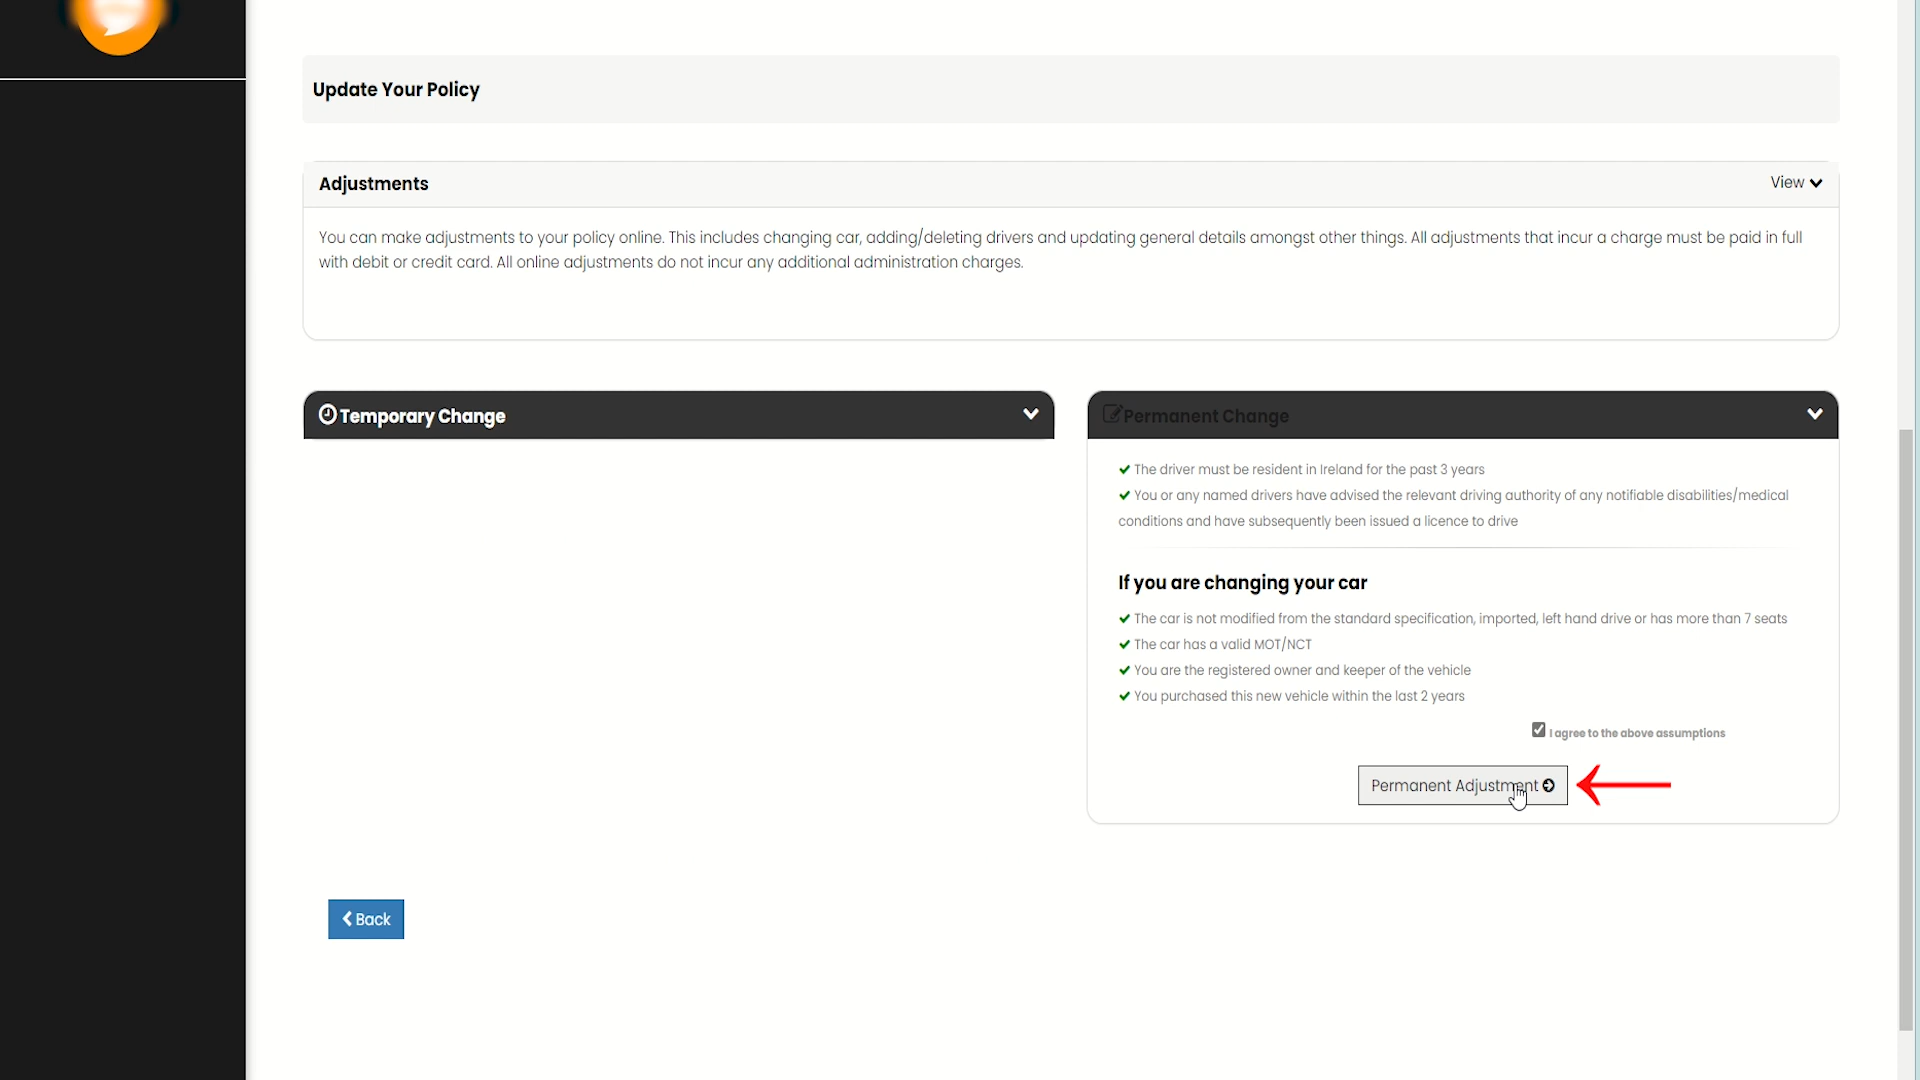 Update Your Policy
Adjustments
View
You can make adjustments to your policy online. This includes changing car, adding/deleting drivers and updating general details amongst other things. All adjustments that incur a charge must be paid in full
with debit or credit card. All online adjustments do not incur any additional administration charges.
Temporary Change
Permanent Change
The driver must be resident in Ireland for the past 3 years
You or any named drivers have advised the relevant driving authority of any notifiable disabilities/medical
conditions and have subsequently been issued a licence to drive
If you are changing your car
The car is not modified from the standard specification, imported, left hand drive or has more than 7 seats
The car has a valid MOT/NCT
You are the registered owner and keeper of the vehicle
You purchased this new vehicle within the last 2 years
I agree to the above assumptions
Permanent Adjustment
Back